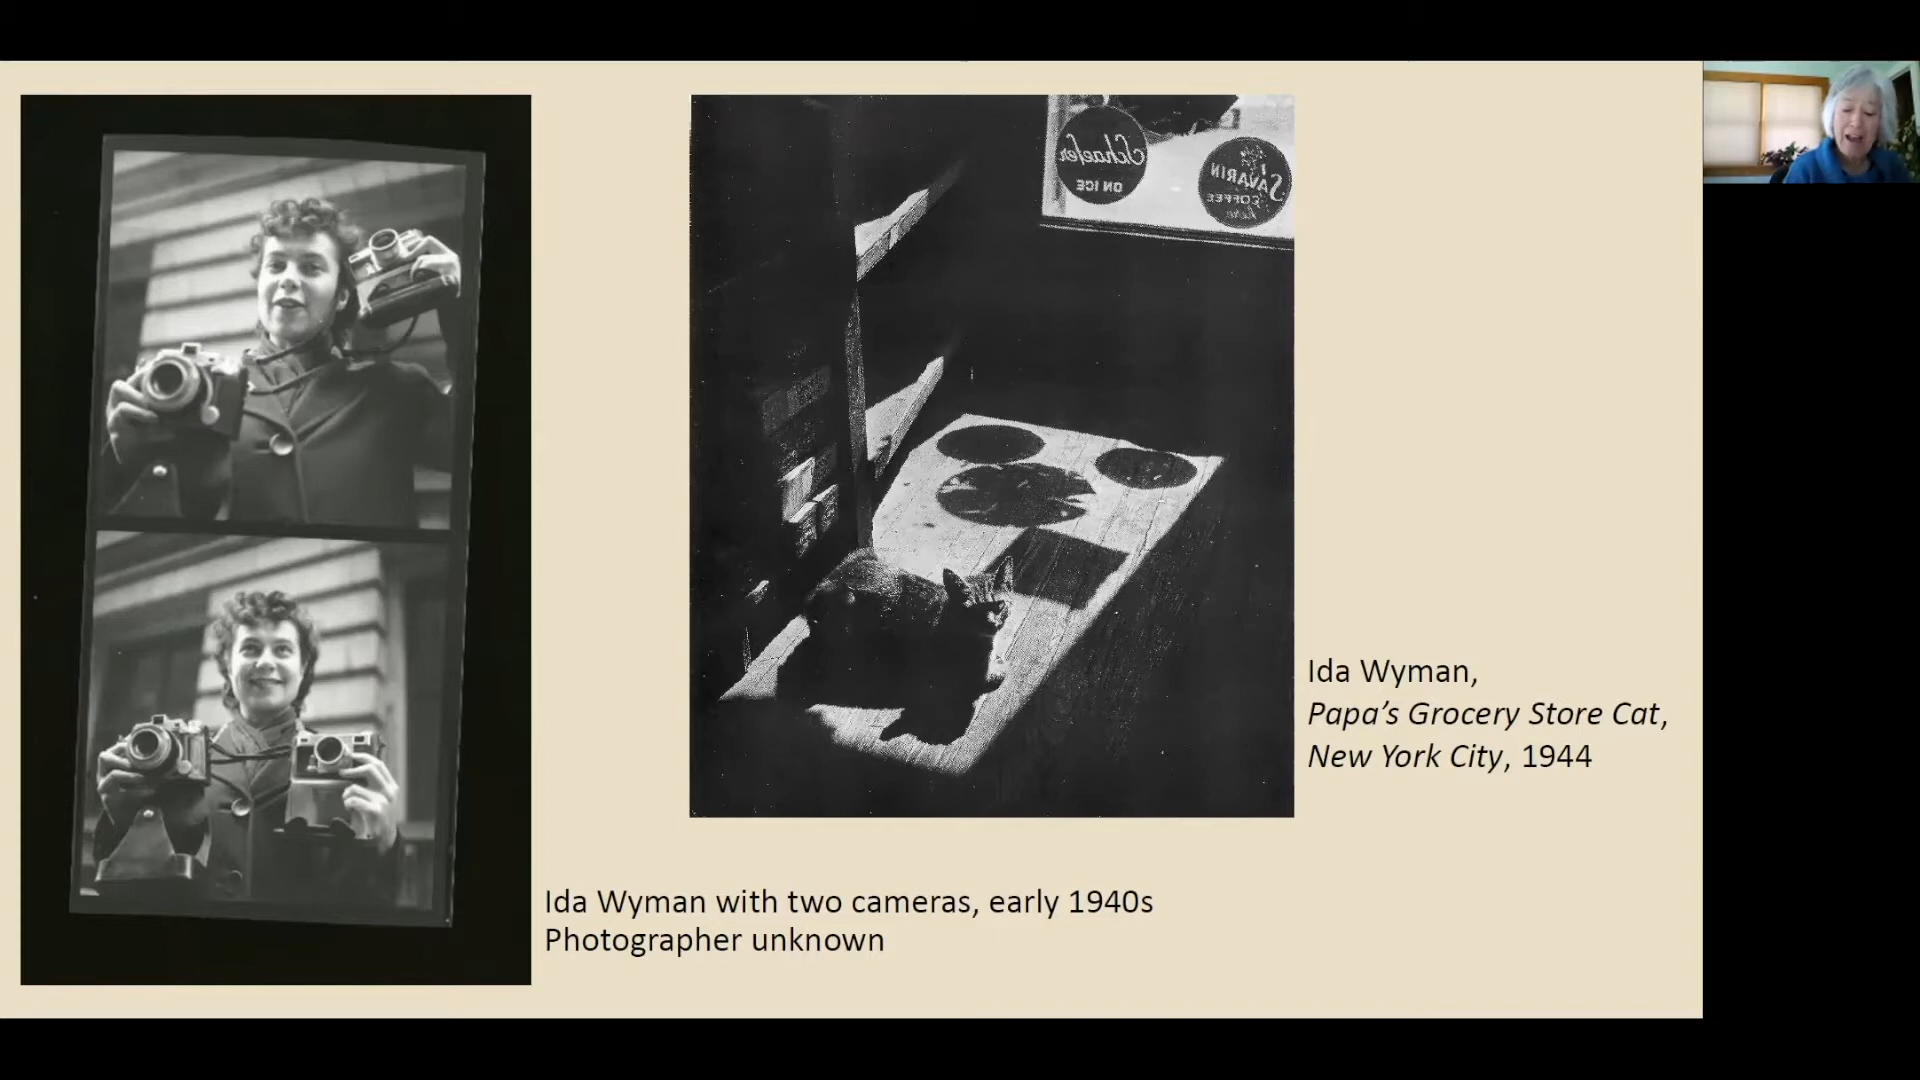 Schaefer
ON ICE
SAVARIN
COFFEE
here
Ida Wyman,
Papa’s Grocery Store Cat,
New York City, 1944
Ida Wyman with two cameras, early 1940s
Photographer unknown